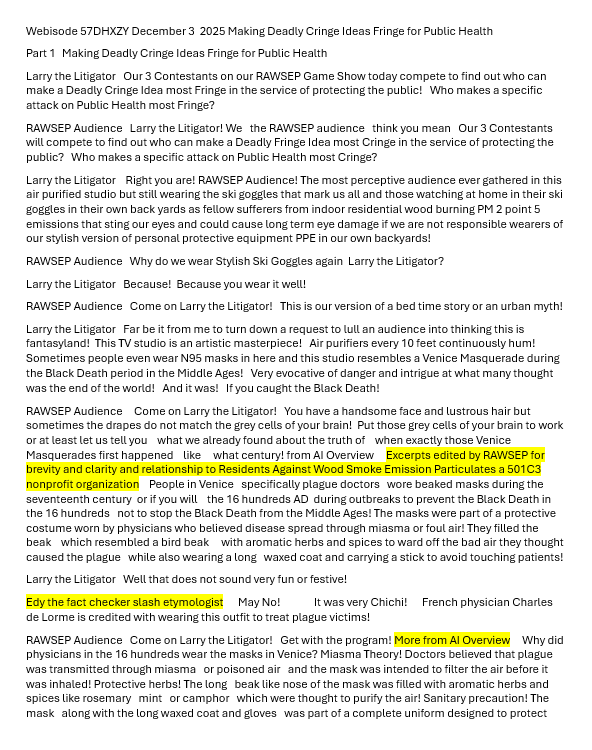 Webisode 57DHXZY December 3 2025 Making Deadly Cringe Ideas Fringe for Public Health
Part 1 Making Deadly Cringe Ideas Fringe for Public Health
Larry the Litigator Our 3 Contestants on our RAWSEP Game Show today compete to find out who can
make a Deadly Cringe Idea most Fringe in the service of protecting the public! Who makes a specific
attack on Public Health most Fringe?
RAWSEP Audience Larry the Litigator! We the RAWSEP audience think you mean Our 3 Contestants
will compete to find out who can make a Deadly Fringe Idea most Cringe in the service of protecting the
public? Who makes a specific attack on Public Health most Cringe?
Larry the Litigator Right you are! RAWSEP Audience! The most perceptive audience ever gathered in this
air purified studio but still wearing the ski goggles that mark us all and those watching at home in their ski
goggles in their own back yards as fellow sufferers from indoor residential wood burning PM 2 point 5
emissions that sting our eyes and could cause long term eye damage if we are not responsible wearers of
our stylish version of personal protective equipment PPE in our own backyards!
RAWSEP Audience Why do we wear Stylish Ski Goggles again Larry the Litigator?
Larry the Litigator Because! Because you wear it well!
RAWSEP Audience Come on Larry the Litigator! This is our version of a bed time story or an urban myth!
Larry the Litigator Far be it from me to turn down a request to lull an audience into thinking this is
fantasyland! This TV studio is an artistic masterpiece! Air purifiers every 10 feet continuously hum!
Sometimes people even wear N95 masks in here and this studio resembles a Venice Masquerade during
the Black Death period in the Middle Ages! Very evocative of danger and intrigue at what many thought
was the end of the world! And it was! If you caught the Black Death!
RAWSEP Audience Come on Larry the Litigator! You have a handsome face and lustrous hair but
sometimes the drapes do not match the grey cells of your brain! Put those grey cells of your brain to work
or at least let us tell you what we already found about the truth of when exactly those Venice
Masquerades first happened like what century! from AI Overview Excerpts edited by RAWSEP for
brevity and clarity and relationship to Residents Against Wood Smoke Emission Particulates a 501C3
nonprofit organization People in Venice specifically plague doctors wore beaked masks during the
seventeenth century or if you will the 16 hundreds AD during outbreaks to prevent the Black Death in
the 16 hundreds not to stop the Black Death from the Middle Ages! The masks were part of a protective
costume worn by physicians who believed disease spread through miasma or foul air! They filled the
beak which resembled a bird beak with aromatic herbs and spices to ward off the bad air they thought
caused the plague while also wearing a long waxed coat and carrying a stick to avoid touching patients!
Larry the Litigator Well that does not sound very fun or festive!
Edy the fact checker slash etymologist May No! It was very Chichi! French physician Charles
de Lorme is credited with wearing this outfit to treat plague victims!
RAWSEP Audience Come on Larry the Litigator! Get with the program! More from AI Overview Why did
physicians in the 16 hundreds wear the masks in Venice? Miasma Theory! Doctors believed that plague
was transmitted through miasma or poisoned air and the mask was intended to filter the air before it
was inhaled! Protective herbs! The long beak like nose of the mask was filled with aromatic herbs and
spices like rosemary mint or camphor which were thought to purify the air! Sanitary precaution! The
mask along with the long waxed coat and gloves was part of a complete uniform designed to protect